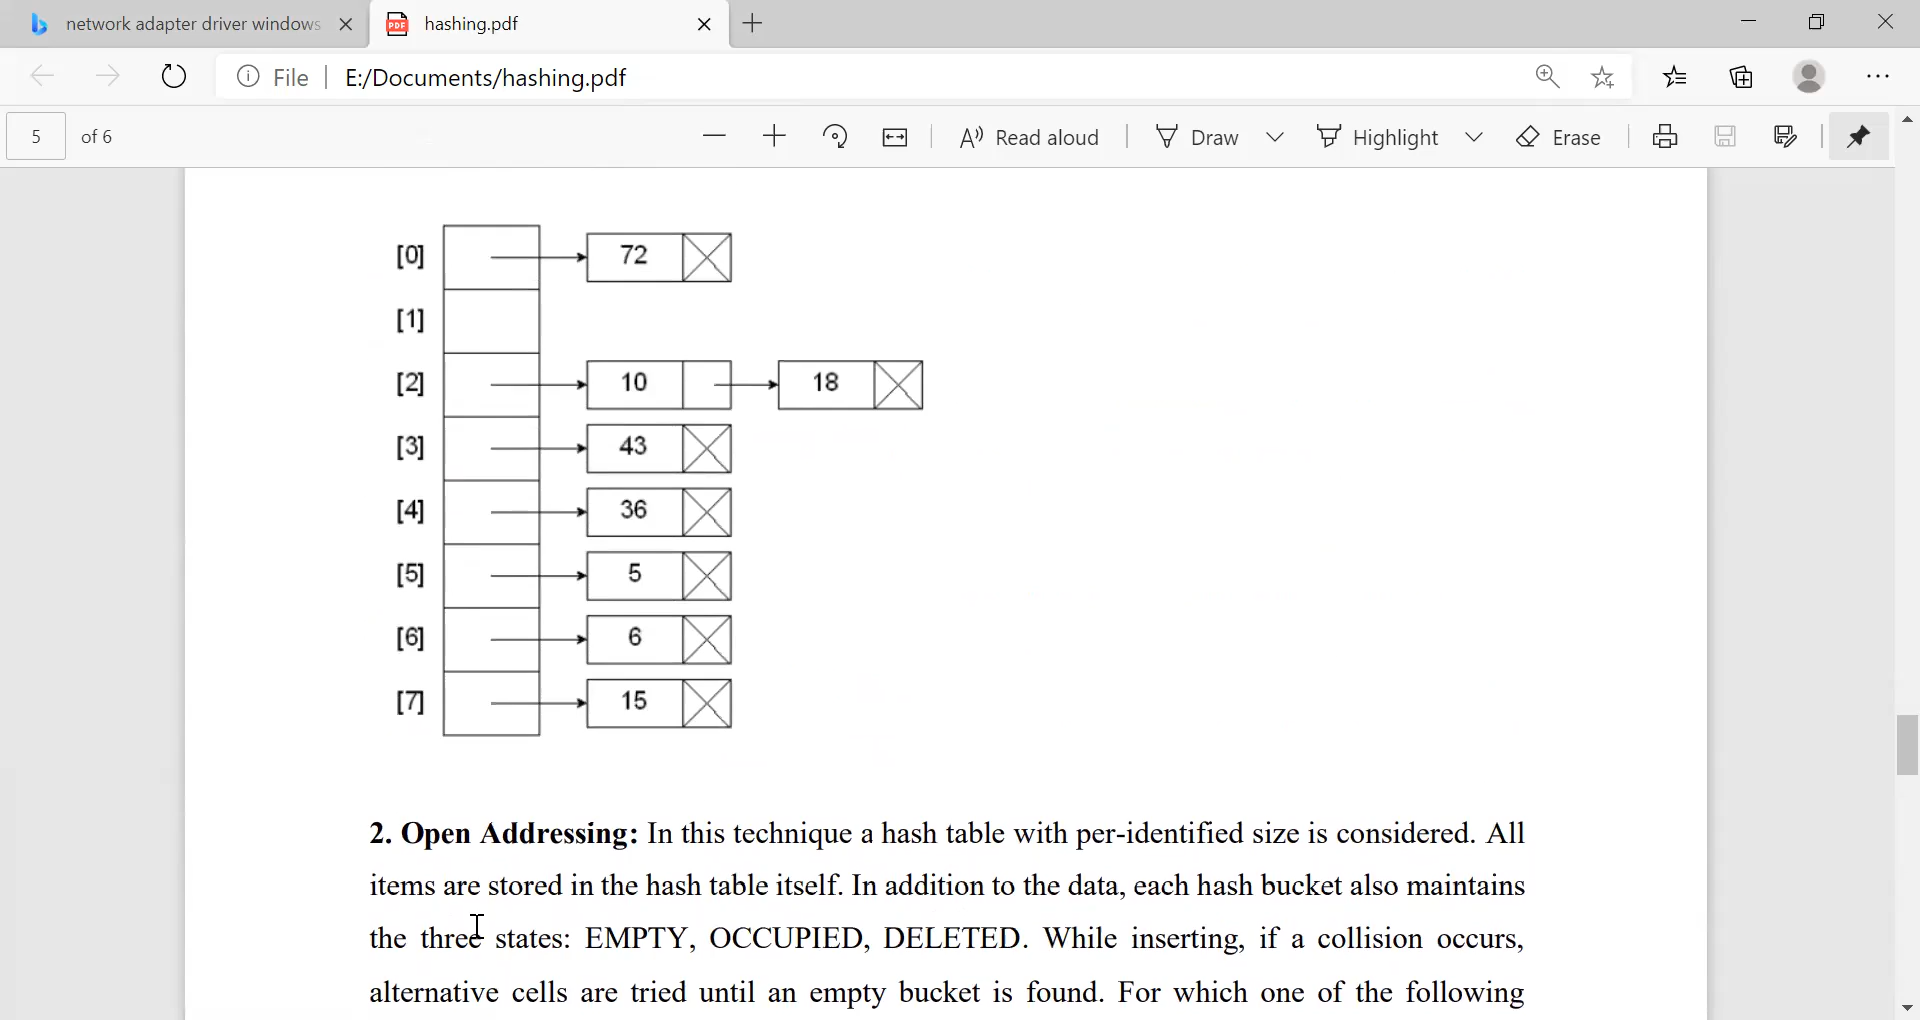 network adapter driver windows
hashing.pdf
File | E:/Documents/hashing.pdf
5 of 6 Read aloud Draw Highlight Erase
[0] 72
[1]
[2] 10 18
[3] 43
[4] 36
[5] 5
[6] 6
[7] 15
2. Open Addressing: In this technique a hash table with per-identified size is considered. All
items are stored in the hash table itself. In addition to the data, each hash bucket also maintains
the three states: EMPTY, OCCUPIED, DELETED. While inserting, if a collision occurs,
alternative cells are tried until an empty bucket is found. For which one of the following